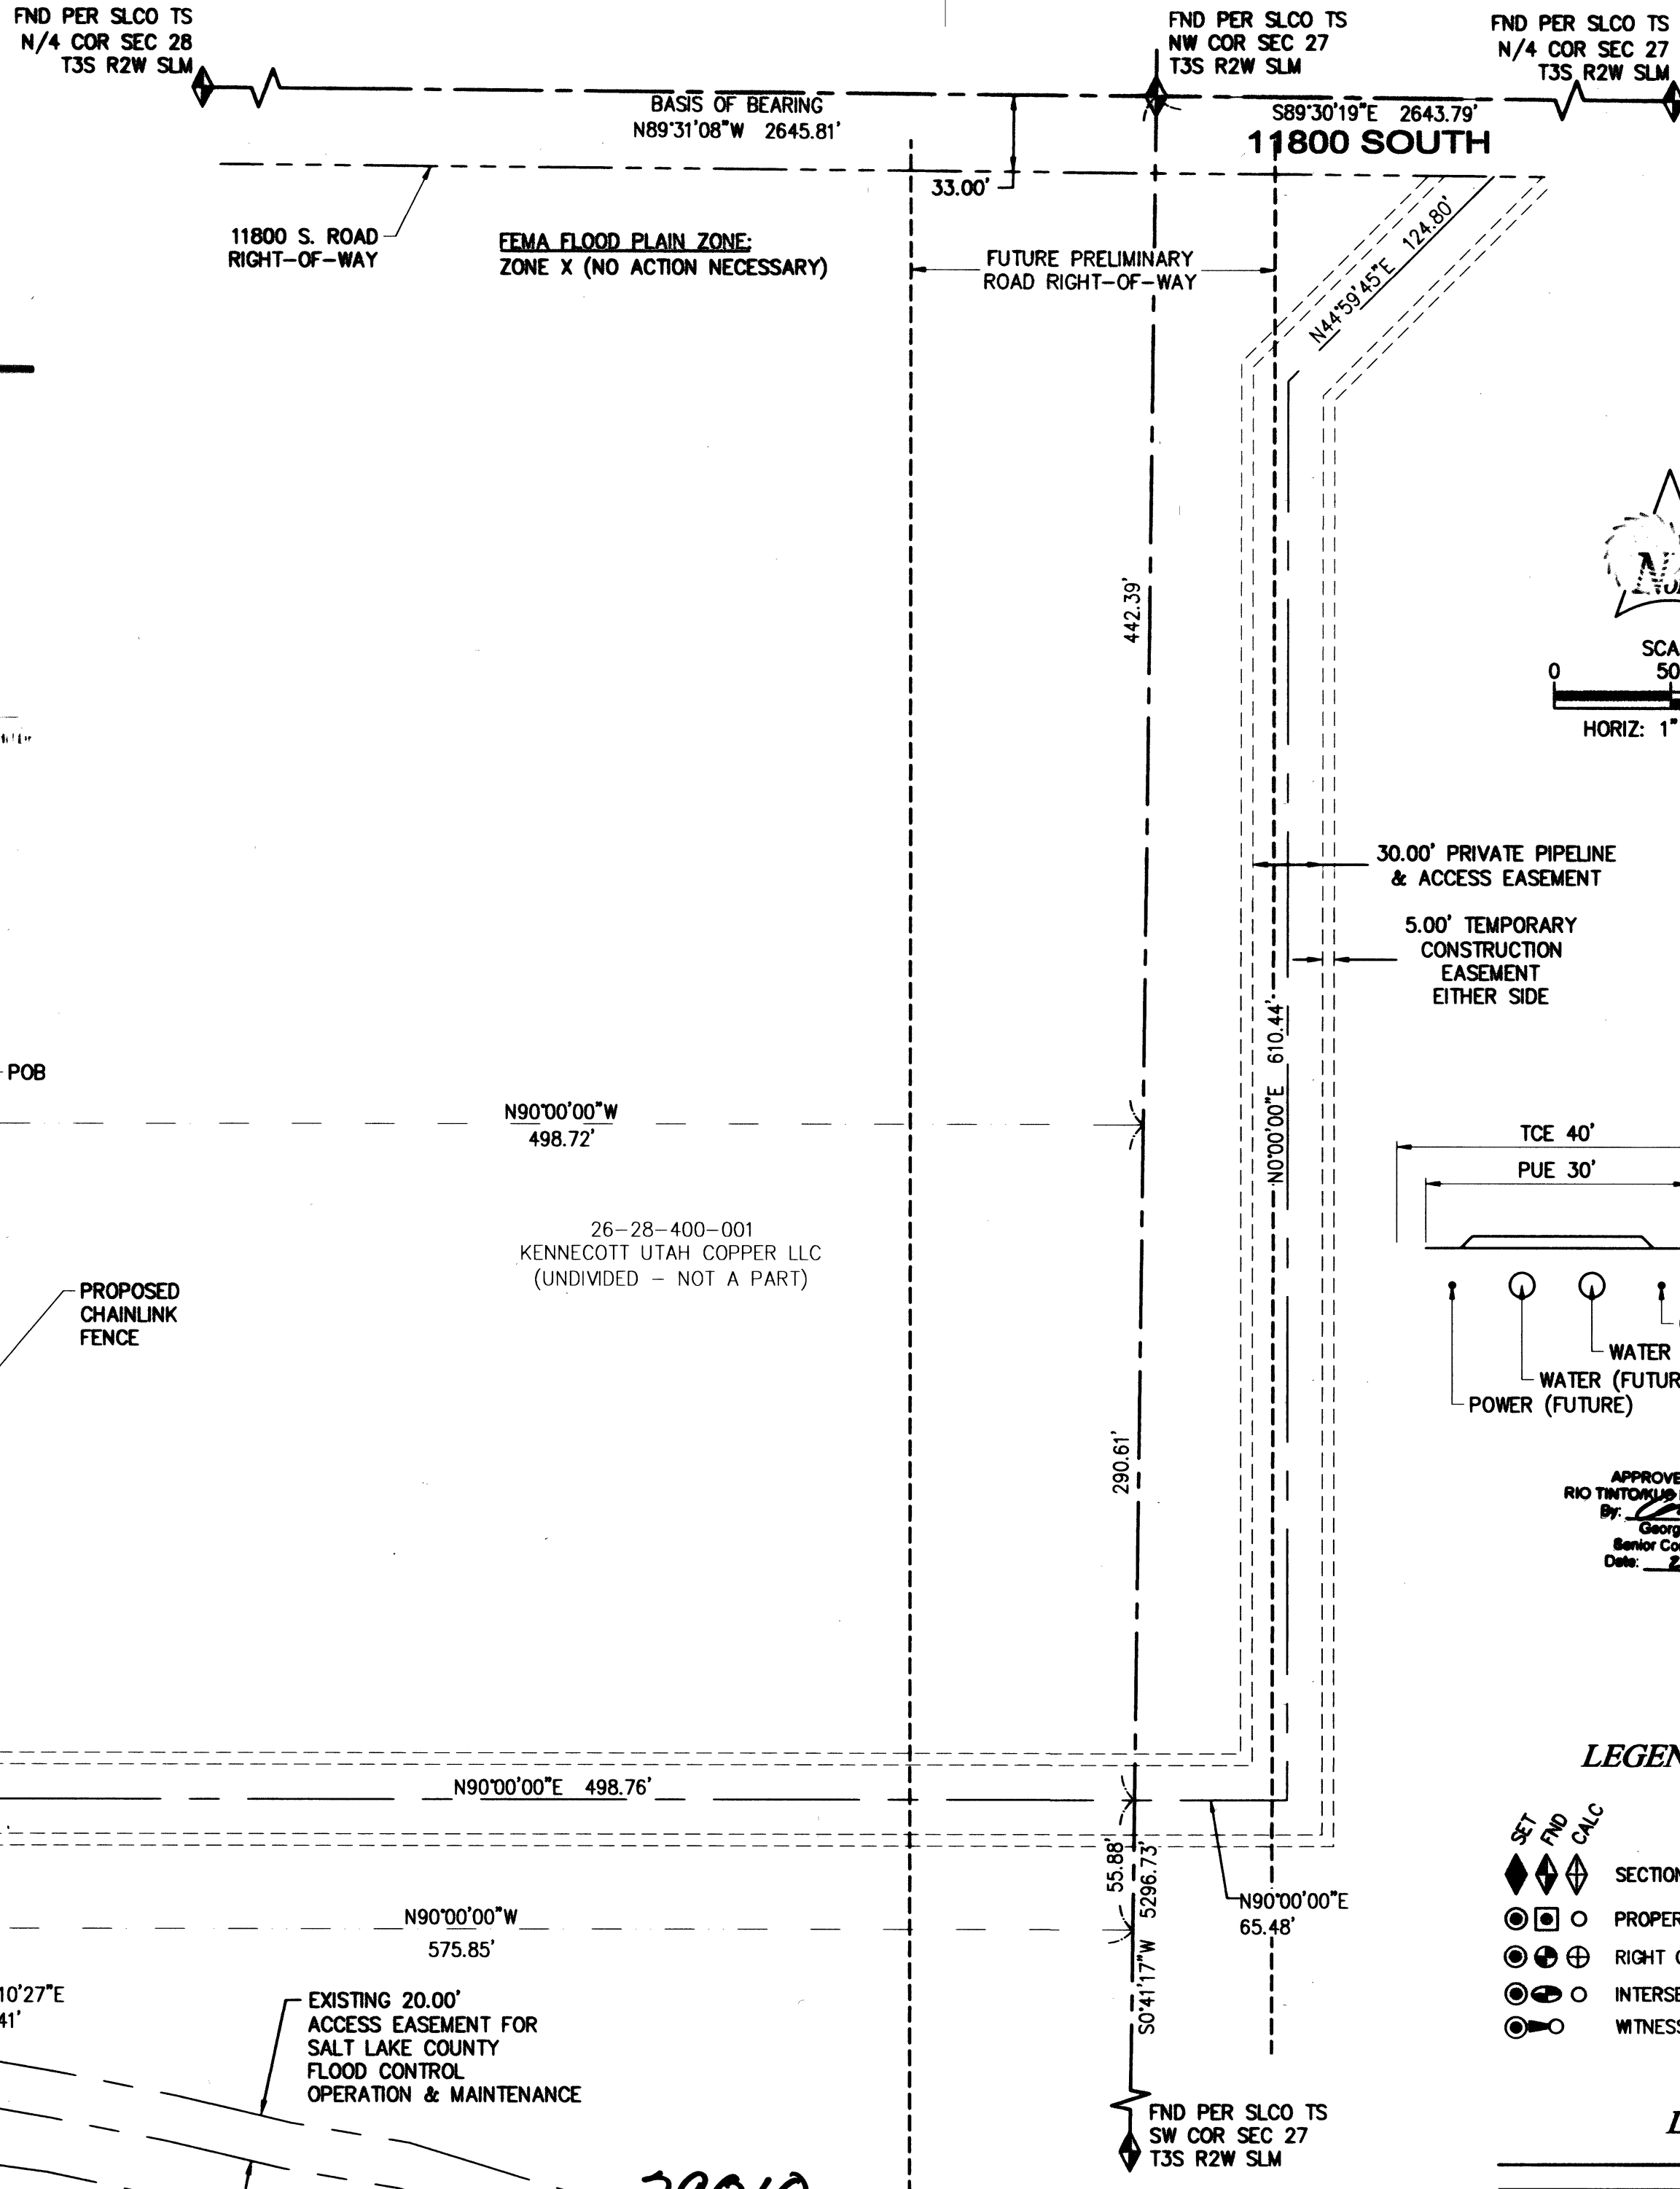 FND PER SLCO TS
N/4 COR SEC 28
T3S R2W SLM
FND PER SLCO TS
NW COR SEC 27
T3S R2W SLM
FND PER SLCO TS
N/4 COR SEC 27
T3S R2W SLM
BASIS OF BEARING
N89°31'08"W 2645.81'
S89°30'19"E 2643.79'
11800 SOUTH
33.00'
11800 S. ROAD
RIGHT-OF-WAY
FEMA FLOOD PLAIN ZONE:
ZONE X (NO ACTION NECESSARY)
FUTURE PRELIMINARY
ROAD RIGHT-OF-WAY
N44°59'45"E 124.80'
442.39'
0 50
HORIZ: 1"
30.00' PRIVATE PIPELINE
& ACCESS EASEMENT
5.00' TEMPORARY
CONSTRUCTION
EASEMENT
EITHER SIDE
N0°00'00"E 610.44'
POB
N90°00'00"W
498.72'
TCE 40'
PUE 30'
26-28-400-001
KENNECOTT UTAH COPPER LLC
(UNDIVIDED - NOT A PART)
PROPOSED
CHAINLINK
FENCE
WATER
WATER
POWER (FUTURE)
290.61'
RIO
By:
Senior
Date:
N90°00'00"E 498.76'
SET
FND
CALC
55.88'
S0°41'17"W 5296.73'
N90°00'00"E
65.48'
N90°00'00"W
575.85'
SECTION
RIGHT
10'27"E
41'
EXISTING 20.00'
ACCESS EASEMENT FOR
SALT LAKE COUNTY
FLOOD CONTROL
OPERATION & MAINTENANCE
FND PER SLCO TS
SW COR SEC 27
T3S R2W SLM